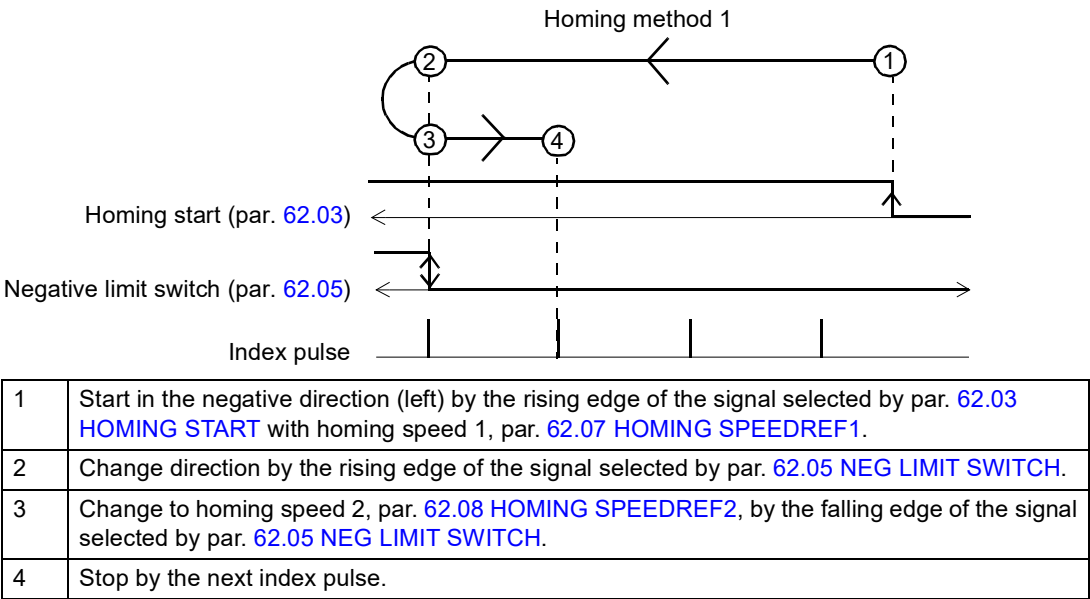 Homing method 1
2
1
3
4
Homing start (par. 62.03)
Negative limit switch (par. 62.05)
Index pulse
1 Start in the negative direction (left) by the rising edge of the signal selected by par. 62.03
HOMING START with homing speed 1, par. 62.07 HOMING SPEEDREF1.
2 Change direction by the rising edge of the signal selected by par. 62.05 NEG LIMIT SWITCH.
3 Change to homing speed 2, par. 62.08 HOMING SPEEDREF2, by the falling edge of the signal
selected by par. 62.05 NEG LIMIT SWITCH.
4 Stop by the next index pulse.